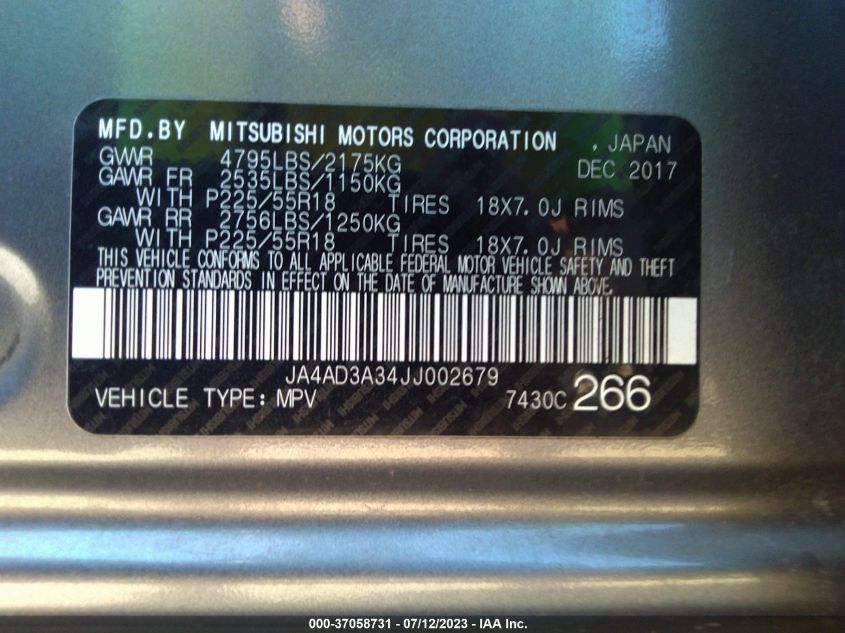 MFD.BY MITSUBISHI MOTORS CORPORATION , JAPAN
GVWR 4795LBS/2175KG DEC 2017
GAWR FR 2535LBS/1150KG
WITH P225/55R18 TIRES 18X7.0J RIMS
GAWR RR 2756LBS/1250KG
WITH P225/55R18 TIRES 18X7.0J RIMS
THIS VEHICLE CONFORMS TO ALL APPLICABLE FEDERAL MOTOR VEHICLE SAFETY AND THEFT
PREVENTION STANDARDS IN EFFECT ON THE DATE OF MANUFACTURE SHOWN ABOVE.
JA4AD3A34JJ002679
VEHICLE TYPE: MPV 7430C 266
000-37058731 - 07/12/2023 - IAA Inc.